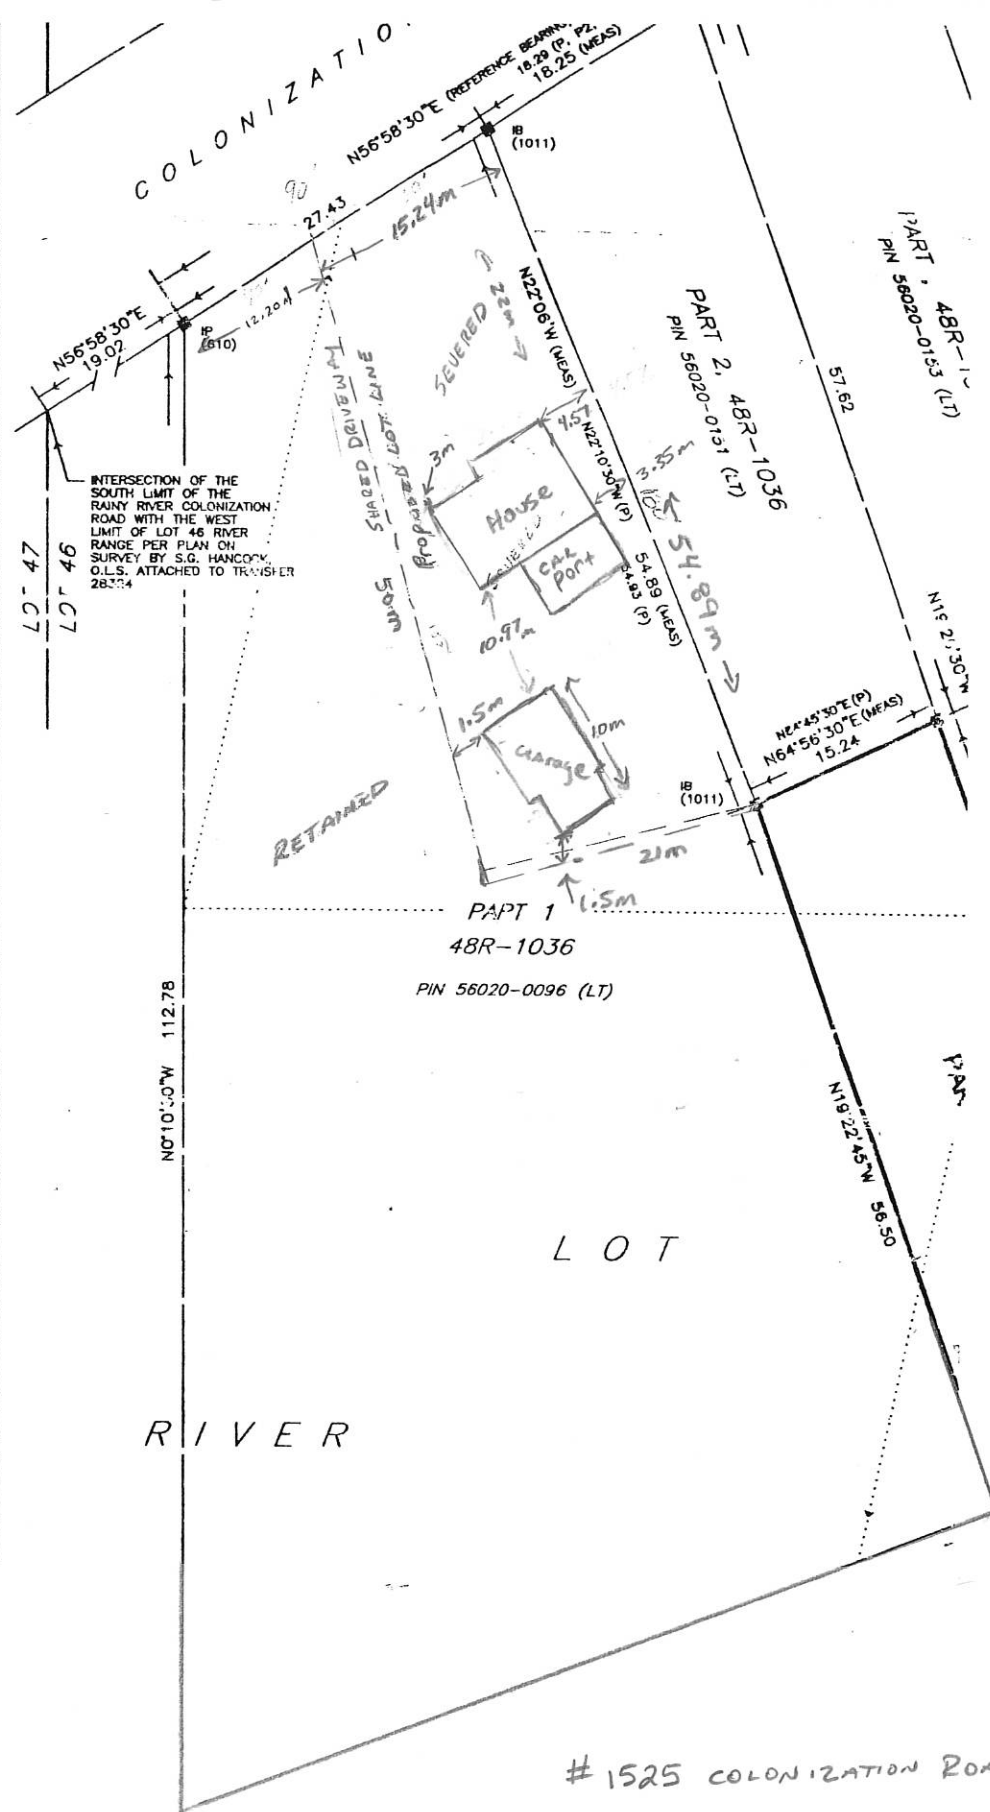 COLONIZATIO
N56°58'30"E (REFERENCE BEARING,
18.29 (P, P2,
18.25 (MEAS)
IB
(1011)
90'
27.43
15.24m
12.20m
N56°58'30"E
19.02
IP
(610)
INTERSECTION OF THE
SOUTH LIMIT OF THE
RAINY RIVER COLONIZATION
ROAD WITH THE WEST
LIMIT OF LOT 46 RIVER
RANGE PER PLAN ON
SURVEY BY S.G. HANCOCK,
O.L.S. ATTACHED TO TRANSFER
LOT 47
LOT 46
SHARED DRIVEWAY
PROPOSED LOT LINE
50m
SEVERED
22m
N22°06'W (MEAS)
N22°10'30"W (P)
54.89 (MEAS)
54.93 (P)
54.89m
4.57
3.35m
3m
HOUSE
CAR
PORT
10.97m
1.5m
Garage
10m
21m
1.5m
RETAINED
PART 2, 48R-1036
PIN 56020-0151 (LT)
57.62
PIN 56020-0153 (LT)
N64°45'30"E (P)
N64°56'30"E (MEAS)
15.24
IB
(1011)
PART 1
48R-1036
PIN 56020-0096 (LT)
112.78
N19°22'45"W 56.50
LOT
RIVER
# 1525 COLONIZATION ROA